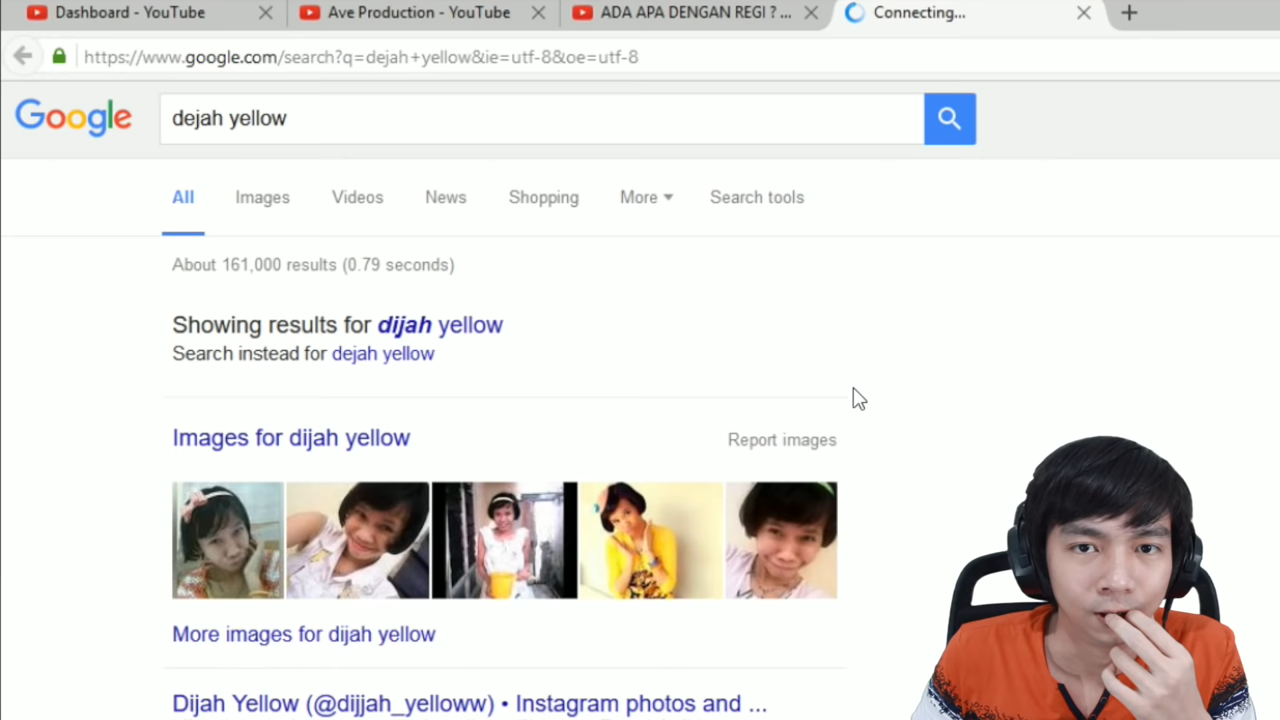 Dashboard - YouTube
Ave Production - YouTube
ADA APA DENGAN REGI ? ...
Connecting...
https://www.google.com/search?q=dejah+yellow&ie=utf-8&oe=utf-8
Google
dejah yellow
All
Images
Videos
News
Shopping
More
Search tools
About 161,000 results (0.79 seconds)
Showing results for dijah yellow
Search instead for dejah yellow
Images for dijah yellow
Report images
More images for dijah yellow
Dijah Yellow (@dijjah_yelloww) • Instagram photos and ...